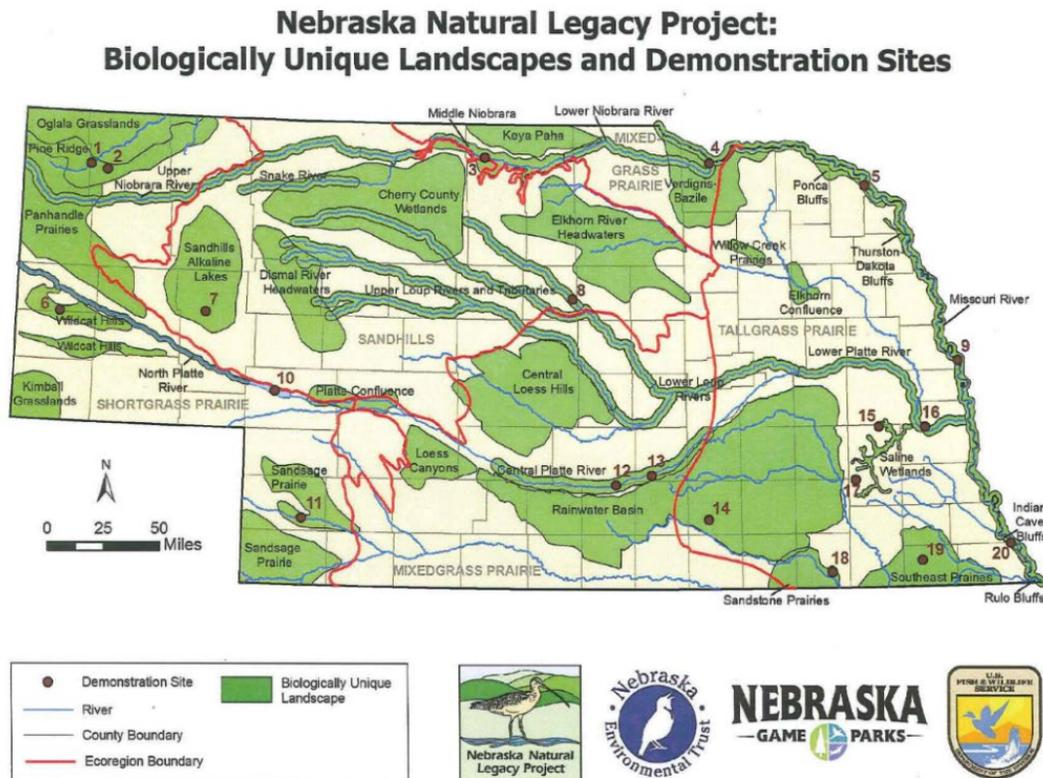 Nebraska Natural Legacy Project:
Biologically Unique Landscapes and Demonstration Sites
Middle Niobrara
Lower Niobrara River
Oglala Grasslands
Keya Paha
MIXED
GRASS
PRAIRIE
Pine Ridge
1
2
3
4
5
Upper
Niobrara River
Snake River
Cherry County
Wetlands
Verdigris-
Bazile
Ponca
Bluffs
Panhandle
Prairies
Elkhorn River
Headwaters
Sandhills
Alkaline
Lakes
Willow Creek
Prairies
Thurston
Dakota
Bluffs
Dismal River
Headwaters
Upper Loup Rivers and Tributaries
8
Elkhorn
Confluence
Missouri River
6
7
Wildcat Hills
SANDHILLS
TALLGRASS PRAIRIE
Wildcat Hills
Lower Platte River
9
North Platte
River
10
Central
Loess Hills
Lower Loup
Rivers
Kimball
Grasslands
SHORTGRASS PRAIRIE
Platte Confluence
15
16
Loess
Canyons
Saline
Wetlands
N
Sandsage
Prairie
Central Platte River
12
13
17
11
Rainwater Basin
14
Indian
Cave
Bluffs
0 25 50
Miles
Sandsage
Prairie
MIXEDGRASS PRAIRIE
18
19
20
Southeast Prairies
Sandstone Prairies
Rulo Bluffs
Demonstration Site
Biologically Unique
Landscape
River
County Boundary
Ecoregion Boundary
Nebraska Natural
Legacy Project
Nebraska
Environmental Trust
NEBRASKA
GAME PARKS
U.S.
FISH & WILDLIFE
SERVICE